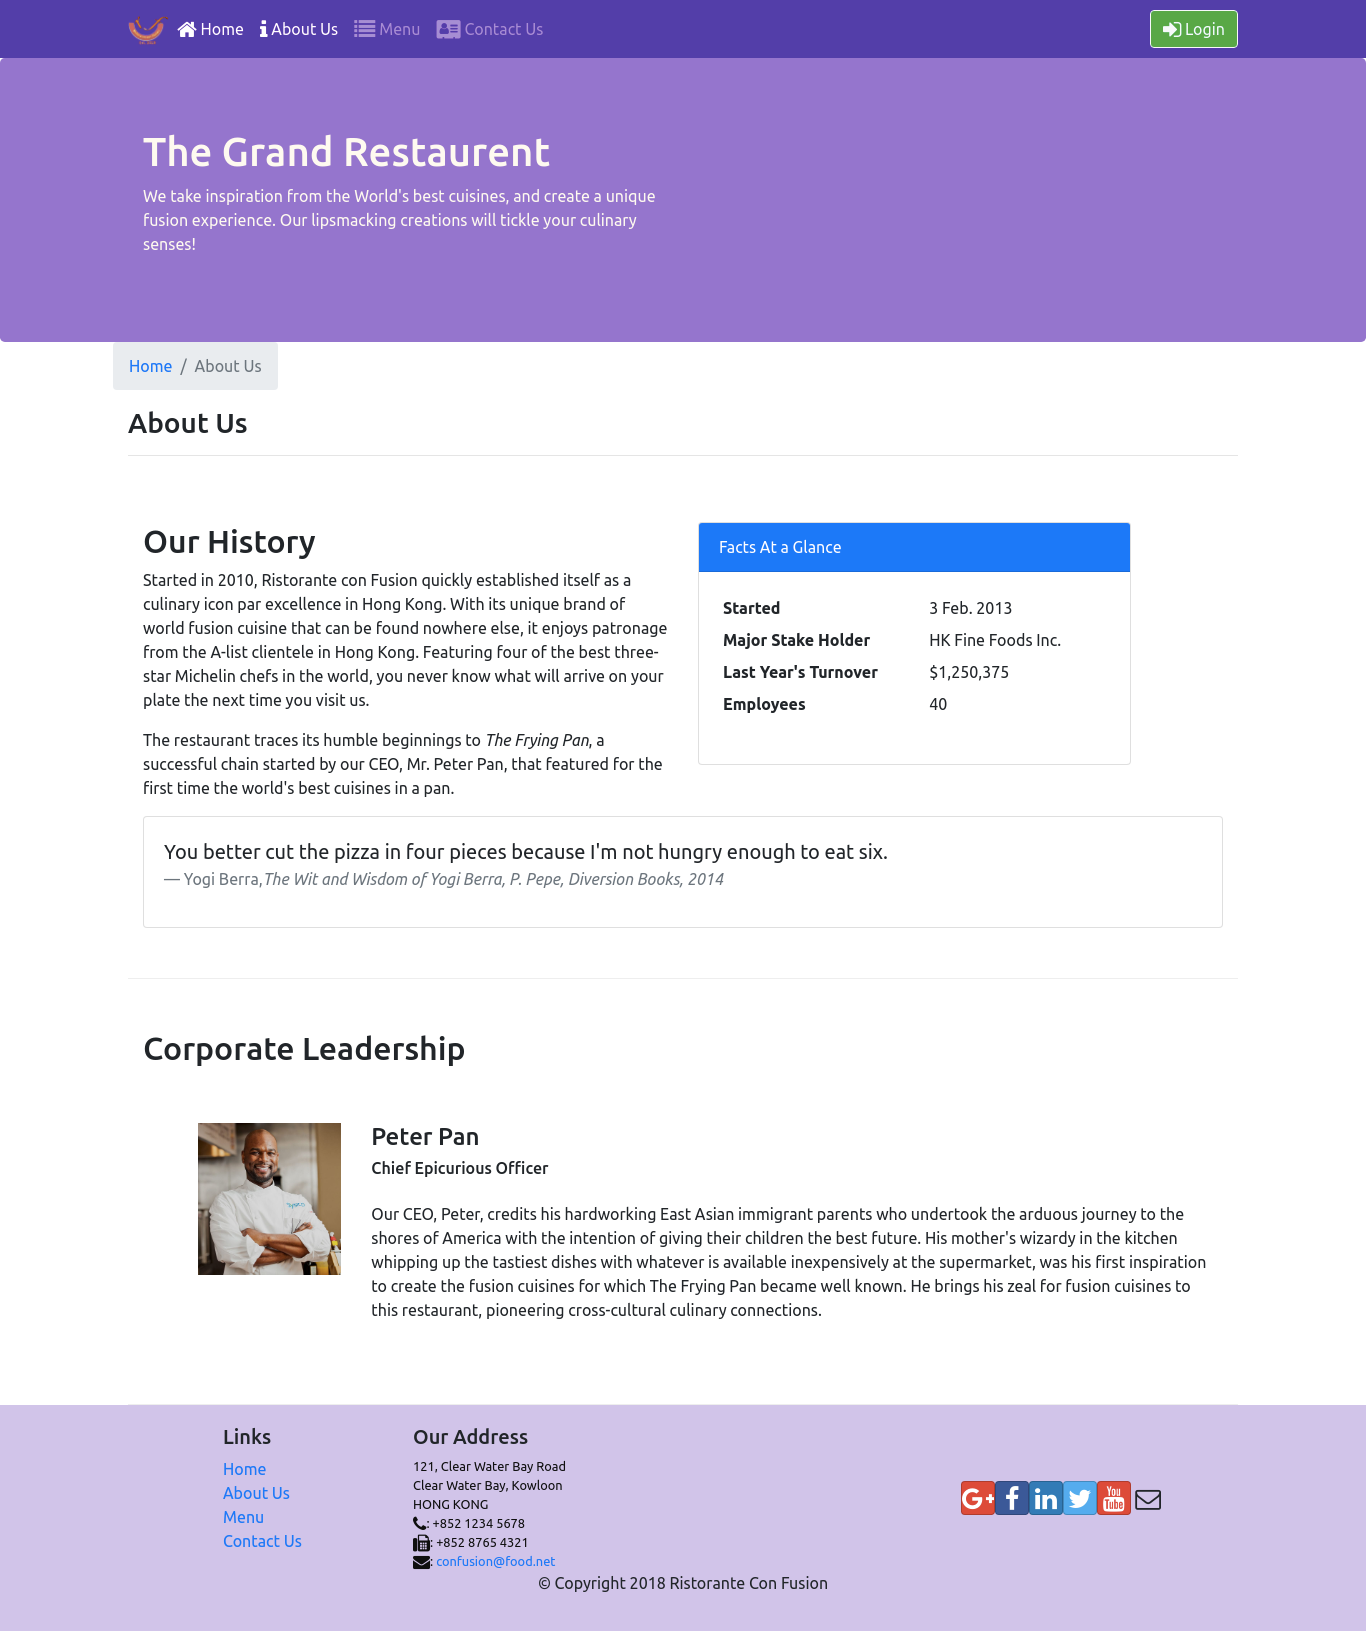 Home About Us Menu Contact Us Login
The Grand Restaurent
We take inspiration from the World's best cuisines, and create a unique
fusion experience. Our lipsmacking creations will tickle your culinary
senses!
Home / About Us
About Us
Our History
Started in 2010, Ristorante con Fusion quickly established itself as a
culinary icon par excellence in Hong Kong. With its unique brand of
world fusion cuisine that can be found nowhere else, it enjoys patronage
from the A-list clientele in Hong Kong. Featuring four of the best three-
star Michelin chefs in the world, you never know what will arrive on your
plate the next time you visit us.
The restaurant traces its humble beginnings to The Frying Pan, a
successful chain started by our CEO, Mr. Peter Pan, that featured for the
first time the world's best cuisines in a pan.
Facts At a Glance
Started 3 Feb. 2013
Major Stake Holder HK Fine Foods Inc.
Last Year's Turnover $1,250,375
Employees 40
You better cut the pizza in four pieces because I'm not hungry enough to eat six.
— Yogi Berra,The Wit and Wisdom of Yogi Berra, P. Pepe, Diversion Books, 2014
Corporate Leadership
Peter Pan
Chief Epicurious Officer
Our CEO, Peter, credits his hardworking East Asian immigrant parents who undertook the arduous journey to the
shores of America with the intention of giving their children the best future. His mother's wizardy in the kitchen
whipping up the tastiest dishes with whatever is available inexpensively at the supermarket, was his first inspiration
to create the fusion cuisines for which The Frying Pan became well known. He brings his zeal for fusion cuisines to
this restaurant, pioneering cross-cultural culinary connections.
Links
Home
About Us
Menu
Contact Us
Our Address
121, Clear Water Bay Road
Clear Water Bay, Kowloon
HONG KONG
: +852 1234 5678
: +852 8765 4321
: confusion@food.net
G+ f in You Tube
© Copyright 2018 Ristorante Con Fusion